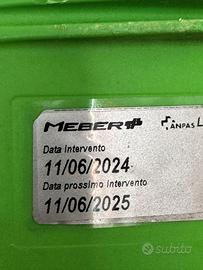 MEBER
ANPAS L
Data intervento
11/06/2024
Data prossimo intervento
11/06/2025
subito